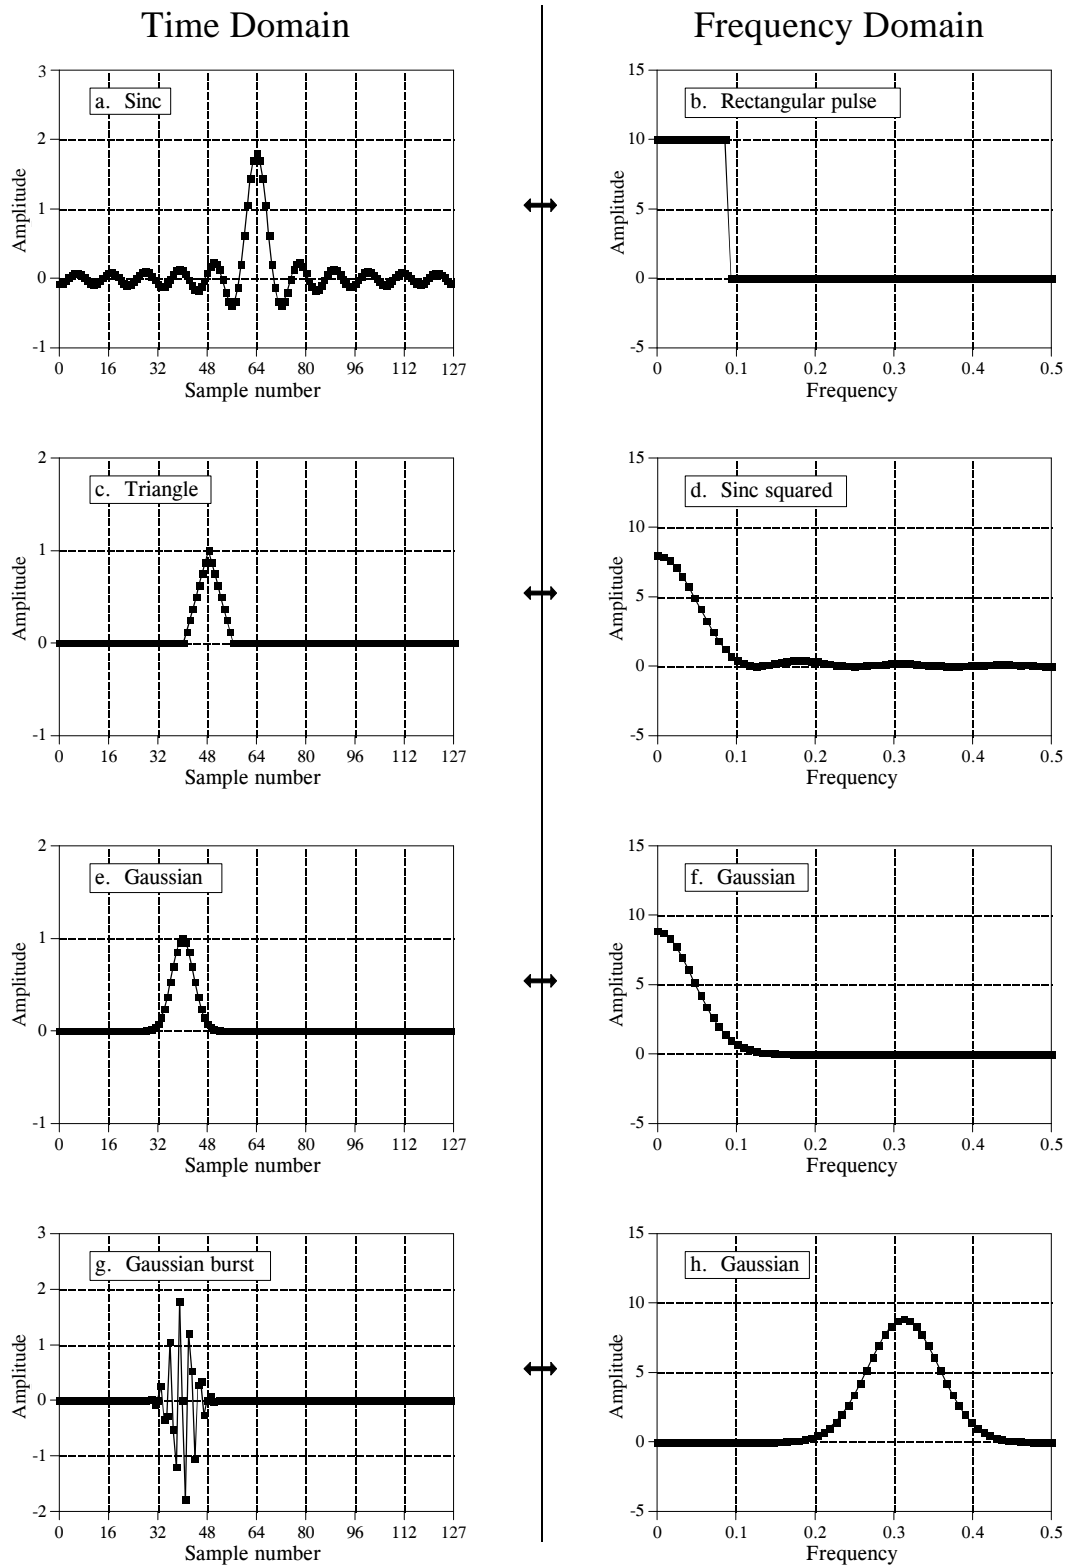 Time Domain
Frequency Domain
3
2
1
0
-1
Amplitude
a. Sinc
0 16 32 48 64 80 96 112 127
Sample number
15
10
5
0
-5
Amplitude
b. Rectangular pulse
0 0.1 0.2 0.3 0.4 0.5
Frequency
2
1
0
-1
Amplitude
c. Triangle
0 16 32 48 64 80 96 112 127
Sample number
15
10
5
0
-5
Amplitude
d. Sinc squared
0 0.1 0.2 0.3 0.4 0.5
Frequency
2
1
0
-1
Amplitude
e. Gaussian
0 16 32 48 64 80 96 112 127
Sample number
15
10
5
0
-5
Amplitude
f. Gaussian
0 0.1 0.2 0.3 0.4 0.5
Frequency
3
2
1
0
-1
-2
Amplitude
g. Gaussian burst
0 16 32 48 64 80 96 112 127
Sample number
15
10
5
0
-5
Amplitude
h. Gaussian
0 0.1 0.2 0.3 0.4 0.5
Frequency